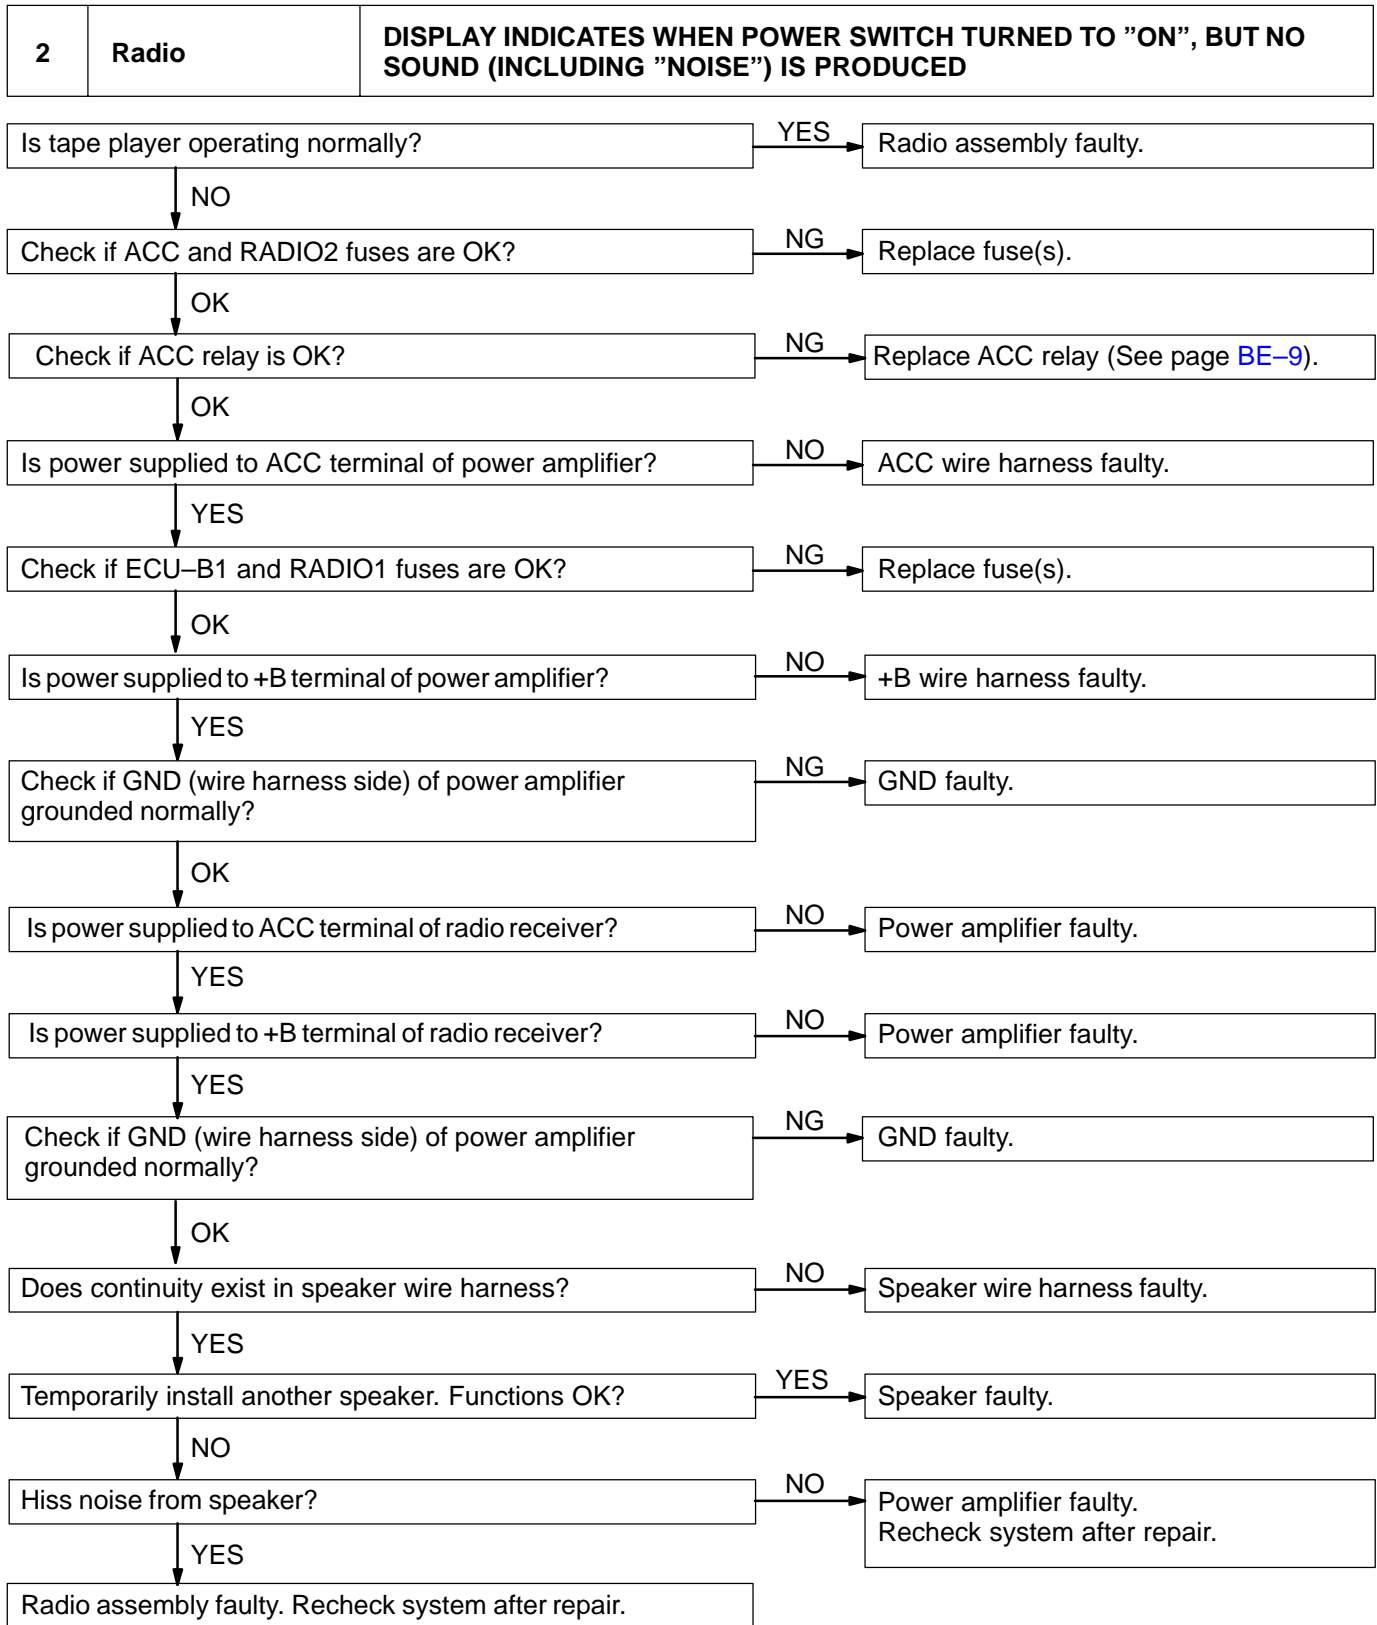 2
Radio
DISPLAY INDICATES WHEN POWER SWITCH TURNED TO ”ON”, BUT NO
SOUND (INCLUDING ”NOISE”) IS PRODUCED
Is tape player operating normally?
YES
Radio assembly faulty.
NO
Check if ACC and RADIO2 fuses are OK?
NG
Replace fuse(s).
OK
Check if ACC relay is OK?
NG
Replace ACC relay (See page BE–9).
OK
Is power supplied to ACC terminal of power amplifier?
NO
ACC wire harness faulty.
YES
Check if ECU–B1 and RADIO1 fuses are OK?
NG
Replace fuse(s).
OK
Is power supplied to +B terminal of power amplifier?
NO
+B wire harness faulty.
YES
Check if GND (wire harness side) of power amplifier
grounded normally?
NG
GND faulty.
OK
Is power supplied to ACC terminal of radio receiver?
NO
Power amplifier faulty.
YES
Is power supplied to +B terminal of radio receiver?
NO
Power amplifier faulty.
YES
Check if GND (wire harness side) of power amplifier
grounded normally?
NG
GND faulty.
OK
Does continuity exist in speaker wire harness?
NO
Speaker wire harness faulty.
YES
Temporarily install another speaker. Functions OK?
YES
Speaker faulty.
NO
Hiss noise from speaker?
NO
Power amplifier faulty.
Recheck system after repair.
YES
Radio assembly faulty. Recheck system after repair.